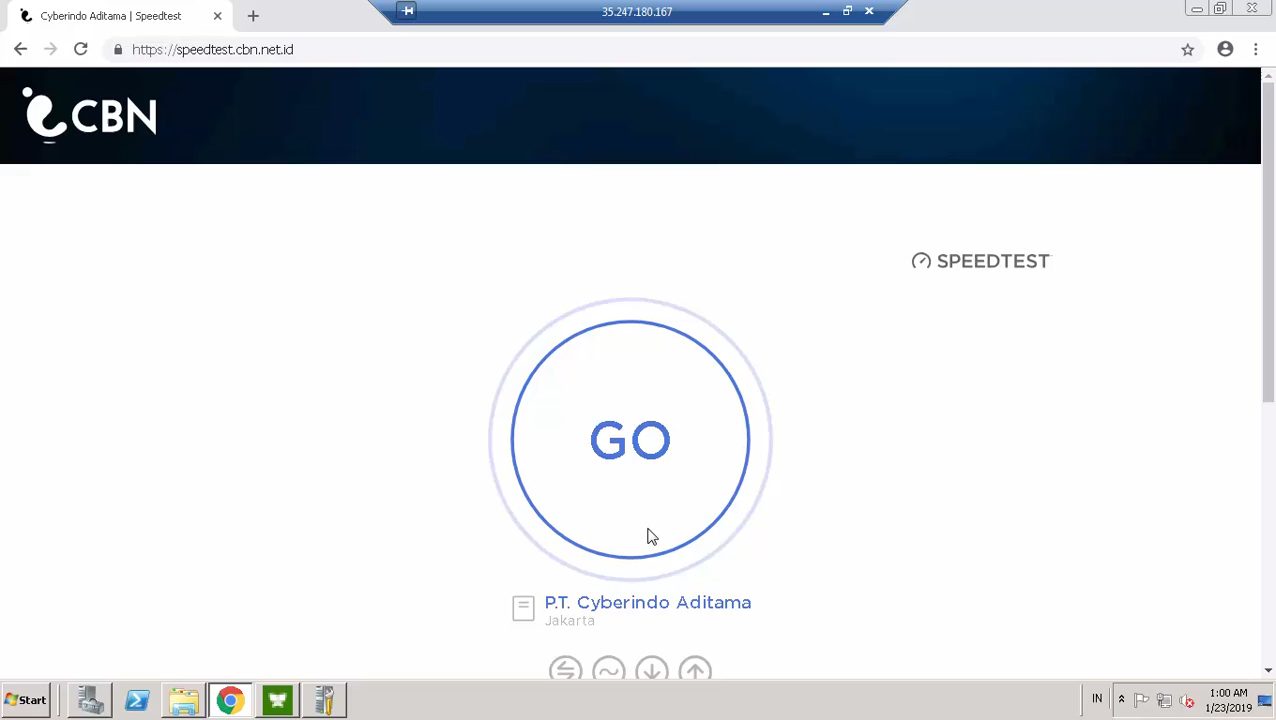 Cyberindo Aditama | Speedtest
35.247.180.167
https://speedtest.cbn.net.id
CBN
SPEEDTEST
GO
P.T. Cyberindo Aditama
Jakarta
Start
IN
1:00 AM
1/23/2019